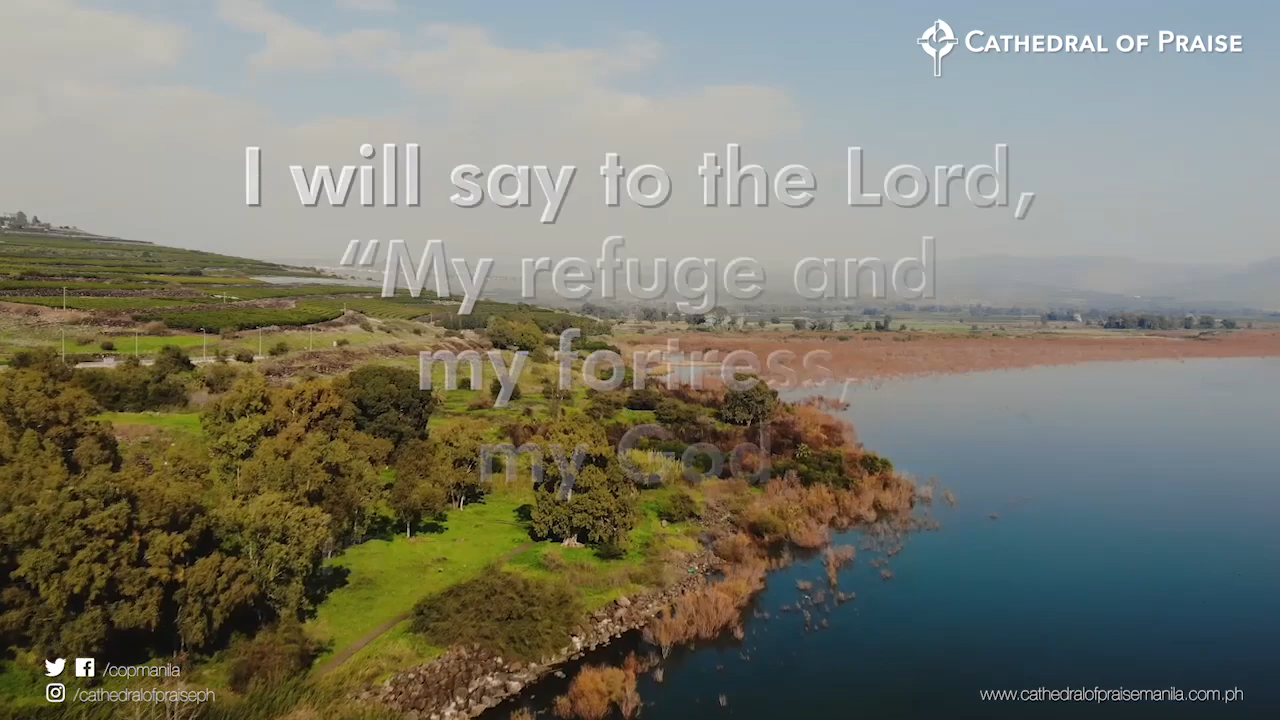 CATHEDRAL OF PRAISE
I will say to the Lord,
“My refuge and
my fortress,
my God
/copmanila
/cathedralofpraiseph
www.cathedralofpraisemanila.com.ph